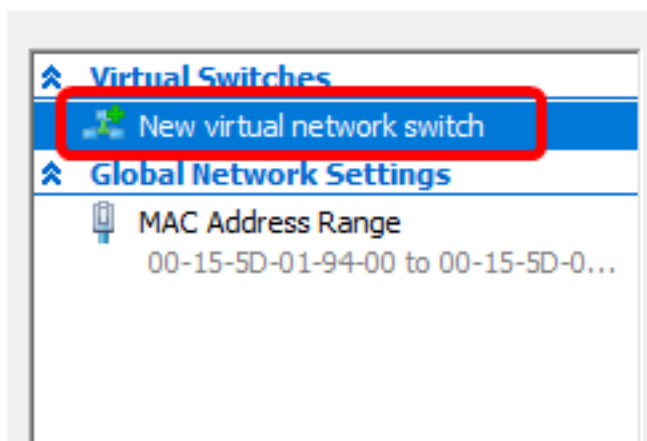 Virtual Switches
New virtual network switch
Global Network Settings
MAC Address Range
00-15-5D-01-94-00 to 00-15-5D-0...